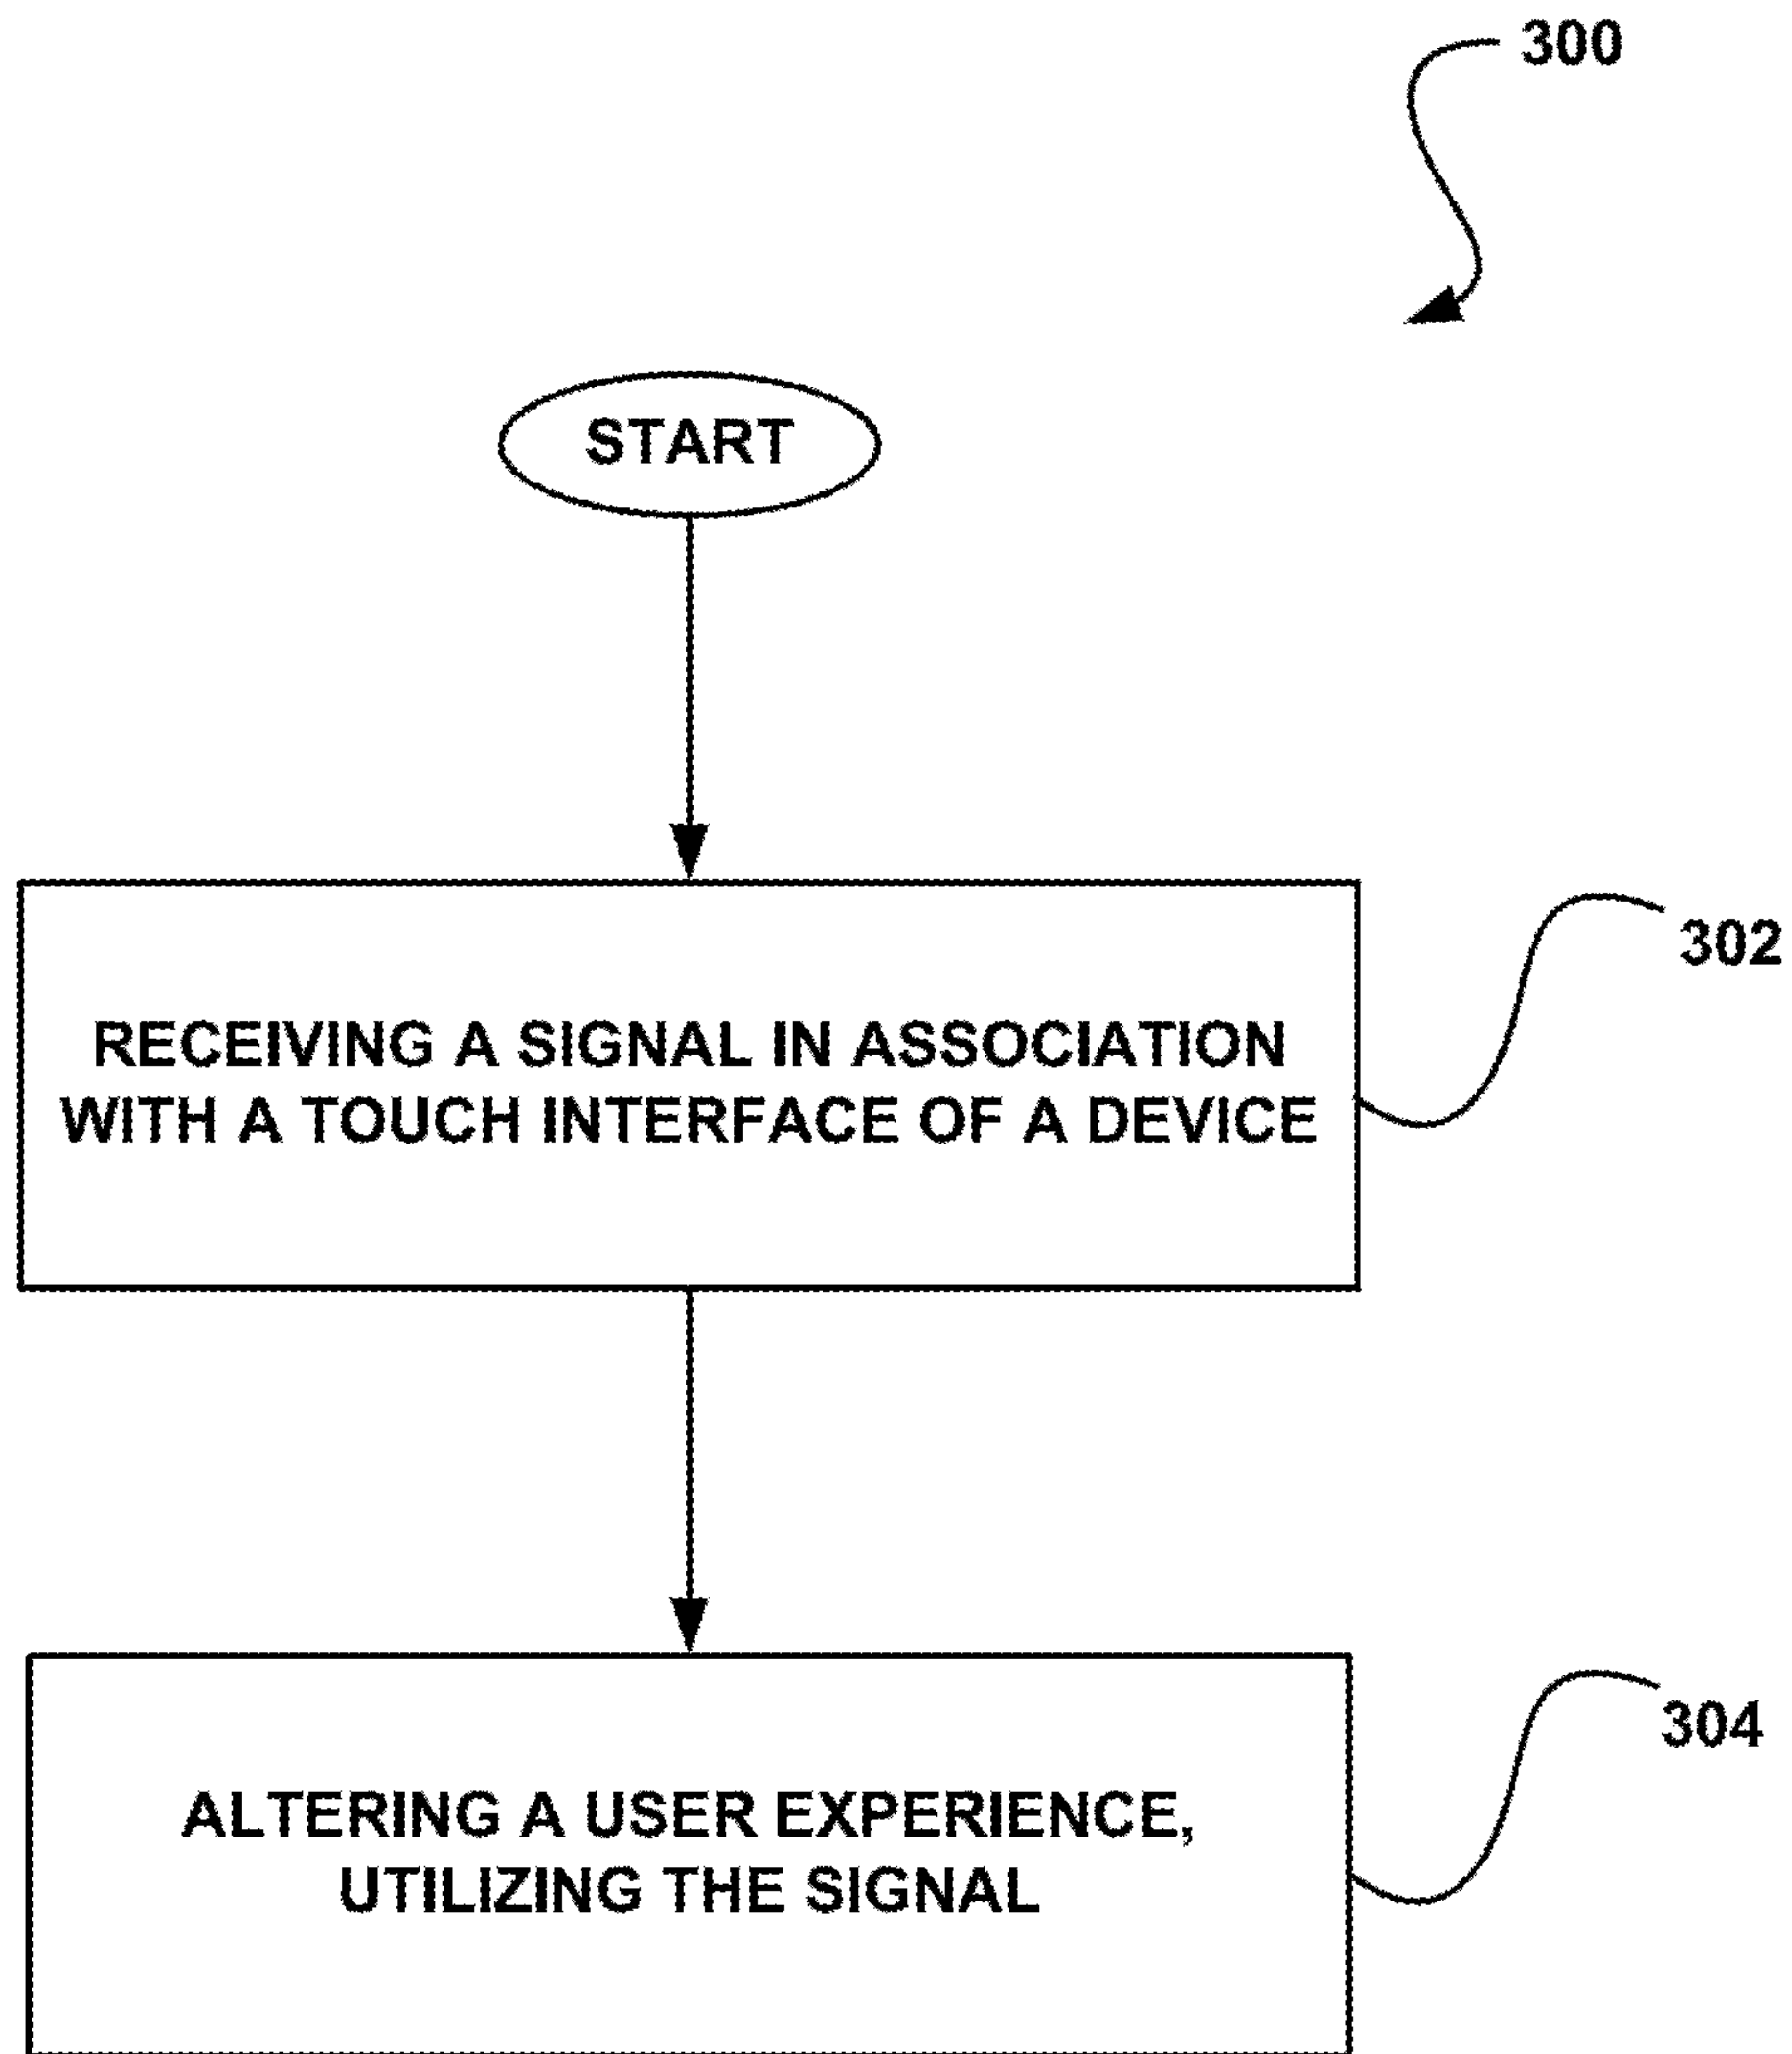 300
START
302
RECEIVING A SIGNAL IN ASSOCIATION
WITH A TOUCH INTERFACE OF A DEVICE
304
ALTERING A USER EXPERIENCE,
UTILIZING THE SIGNAL